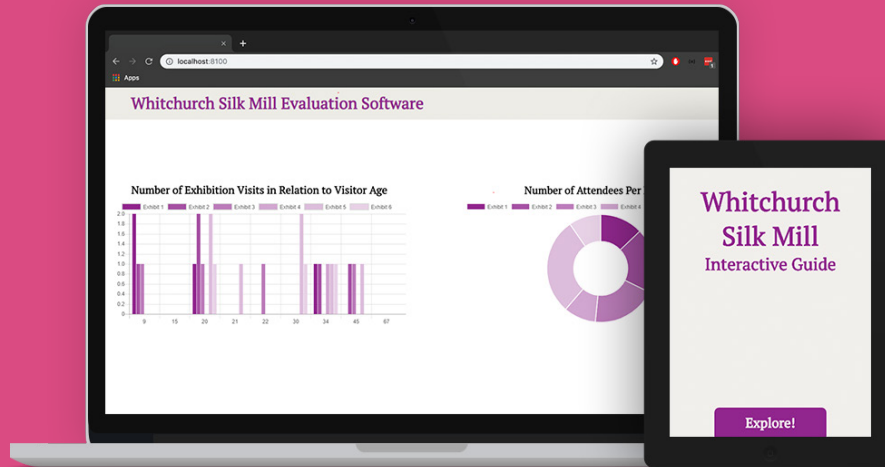 localhost:8100
Apps
Whitchurch Silk Mill Evaluation Software
Number of Exhibition Visits in Relation to Visitor Age
Exhibit 1 Exhibit 2 Exhibit 3 Exhibit 4 Exhibit 5 Exhibit 6
2.0
1.8
1.6
1.4
1.2
1.0
0.8
0.6
0.4
0.2
0
9 15 20 21 22 30 34 45 67
Number of Attendees Per
Exhibit 1 Exhibit 2 Exhibit 3 Exhibit 4
Whitchurch
Silk Mill
Interactive Guide
Explore!